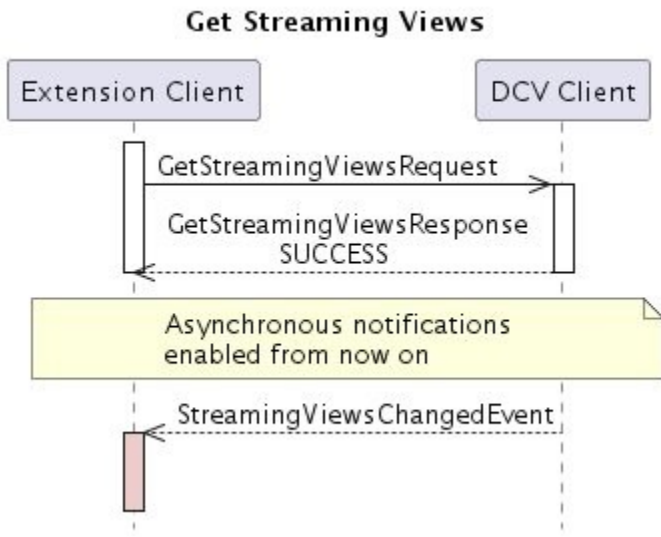 Get Streaming Views
Extension Client
DCV Client
GetStreamingViewsRequest
GetStreamingViewsResponse
SUCCESS
Asynchronous notifications
enabled from now on
StreamingViewsChangedEvent